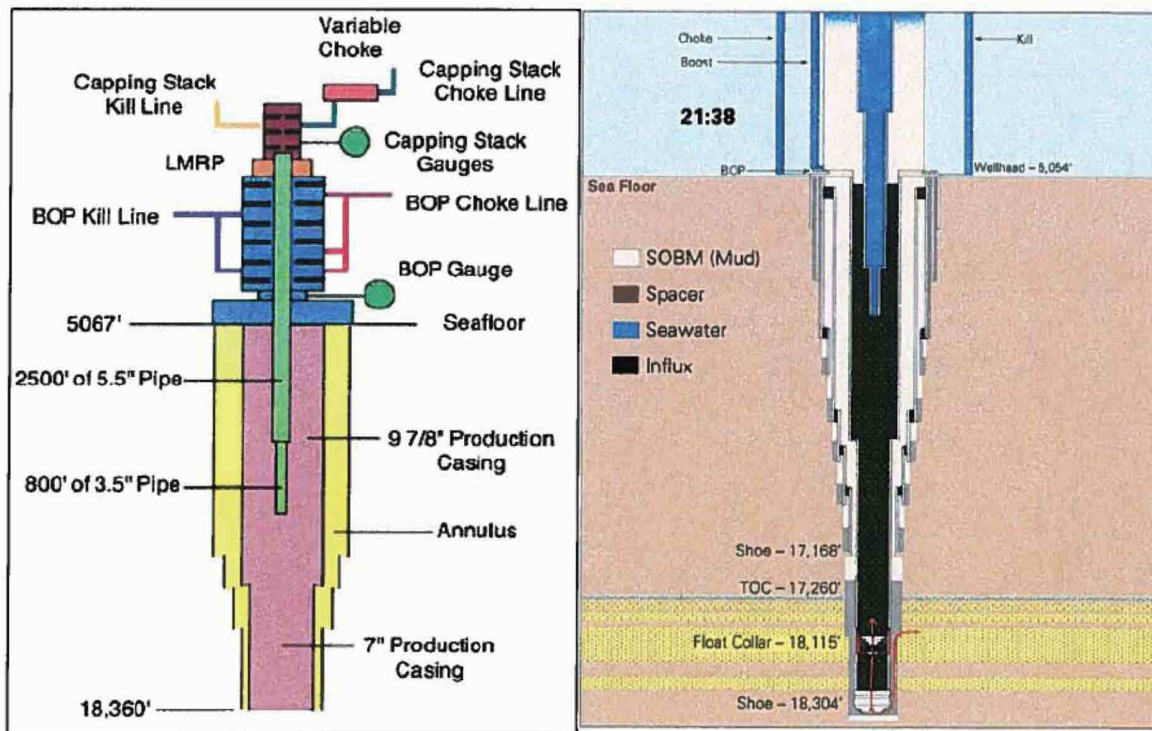 Variable
Choke
Capping Stack
Kill Line
Capping Stack
Choke Line
LMRP
Capping Stack
Gauges
BOP Kill Line
BOP Choke Line
BOP Gauge
5067'
Seafloor
2500' of 5.5" Pipe
9 7/8" Production
Casing
800' of 3.5" Pipe
Annulus
7" Production
Casing
18,360'
Choke
Kill
Boost
21:38
BOP
Wellhead – 5,054'
Sea Floor
SOBM (Mud)
Spacer
Seawater
Influx
Shoe – 17,168'
TOC – 17,260'
Float Collar – 18,115'
Shoe – 18,304'